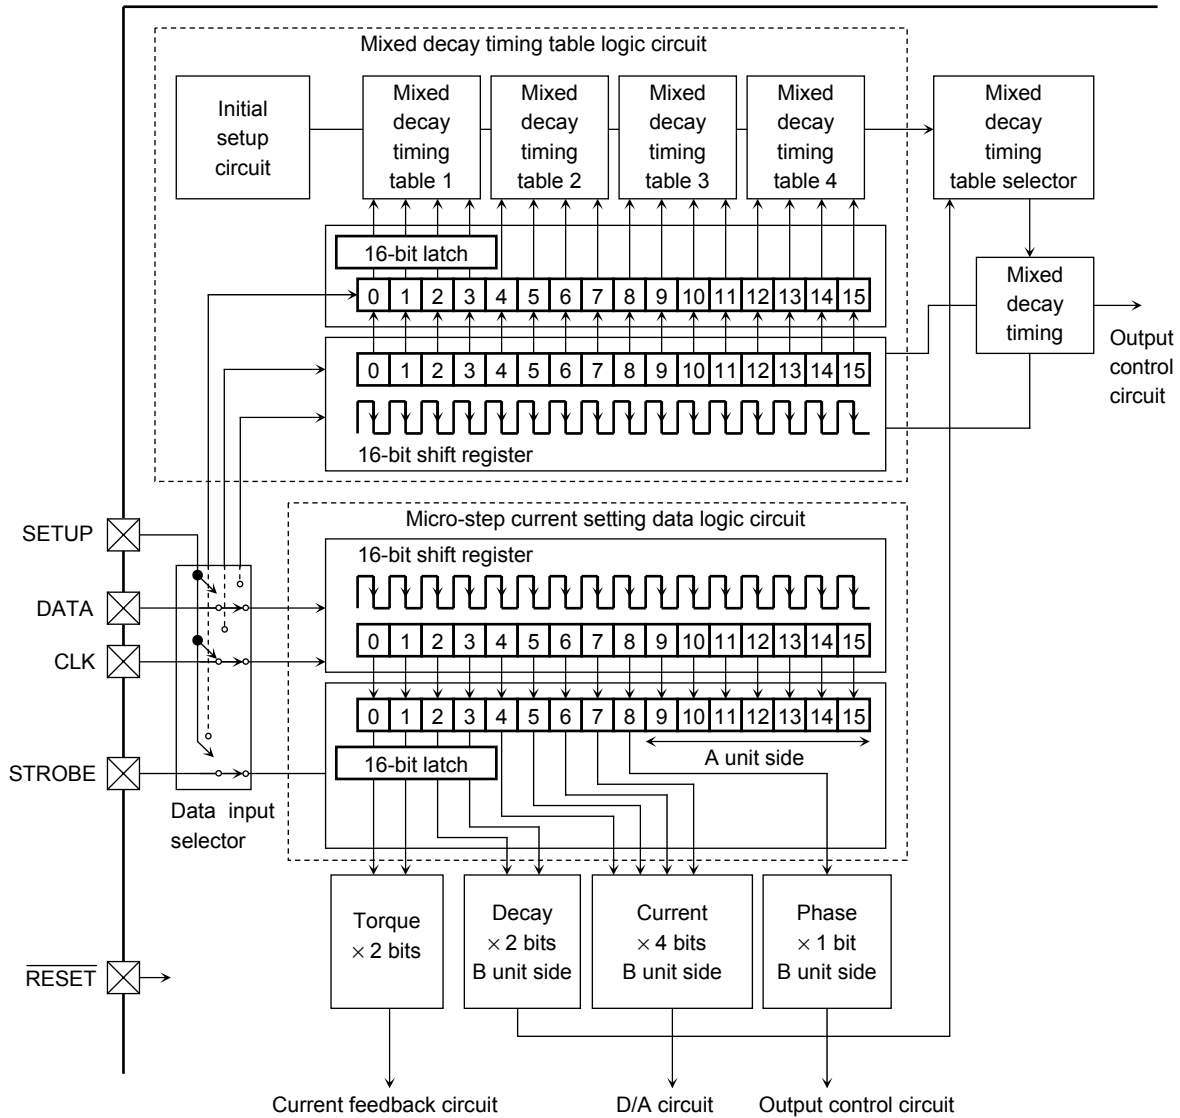 Mixed decay timing table logic circuit
Initial
setup
circuit
Mixed
decay
timing
table 1
Mixed
decay
timing
table 2
Mixed
decay
timing
table 3
Mixed
decay
timing
table 4
Mixed
decay
timing
table selector
16-bit latch
0 1 2 3 4 5 6 7 8 9 10 11 12 13 14 15
Mixed
decay
timing
Output
control
circuit
0 1 2 3 4 5 6 7 8 9 10 11 12 13 14 15
16-bit shift register
SETUP
DATA
CLK
STROBE
Data input
selector
RESET
Micro-step current setting data logic circuit
16-bit shift register
0 1 2 3 4 5 6 7 8 9 10 11 12 13 14 15
0 1 2 3 4 5 6 7 8 9 10 11 12 13 14 15
A unit side
16-bit latch
Torque
× 2 bits
Decay
× 2 bits
B unit side
Current
× 4 bits
B unit side
Phase
× 1 bit
B unit side
Current feedback circuit
D/A circuit
Output control circuit